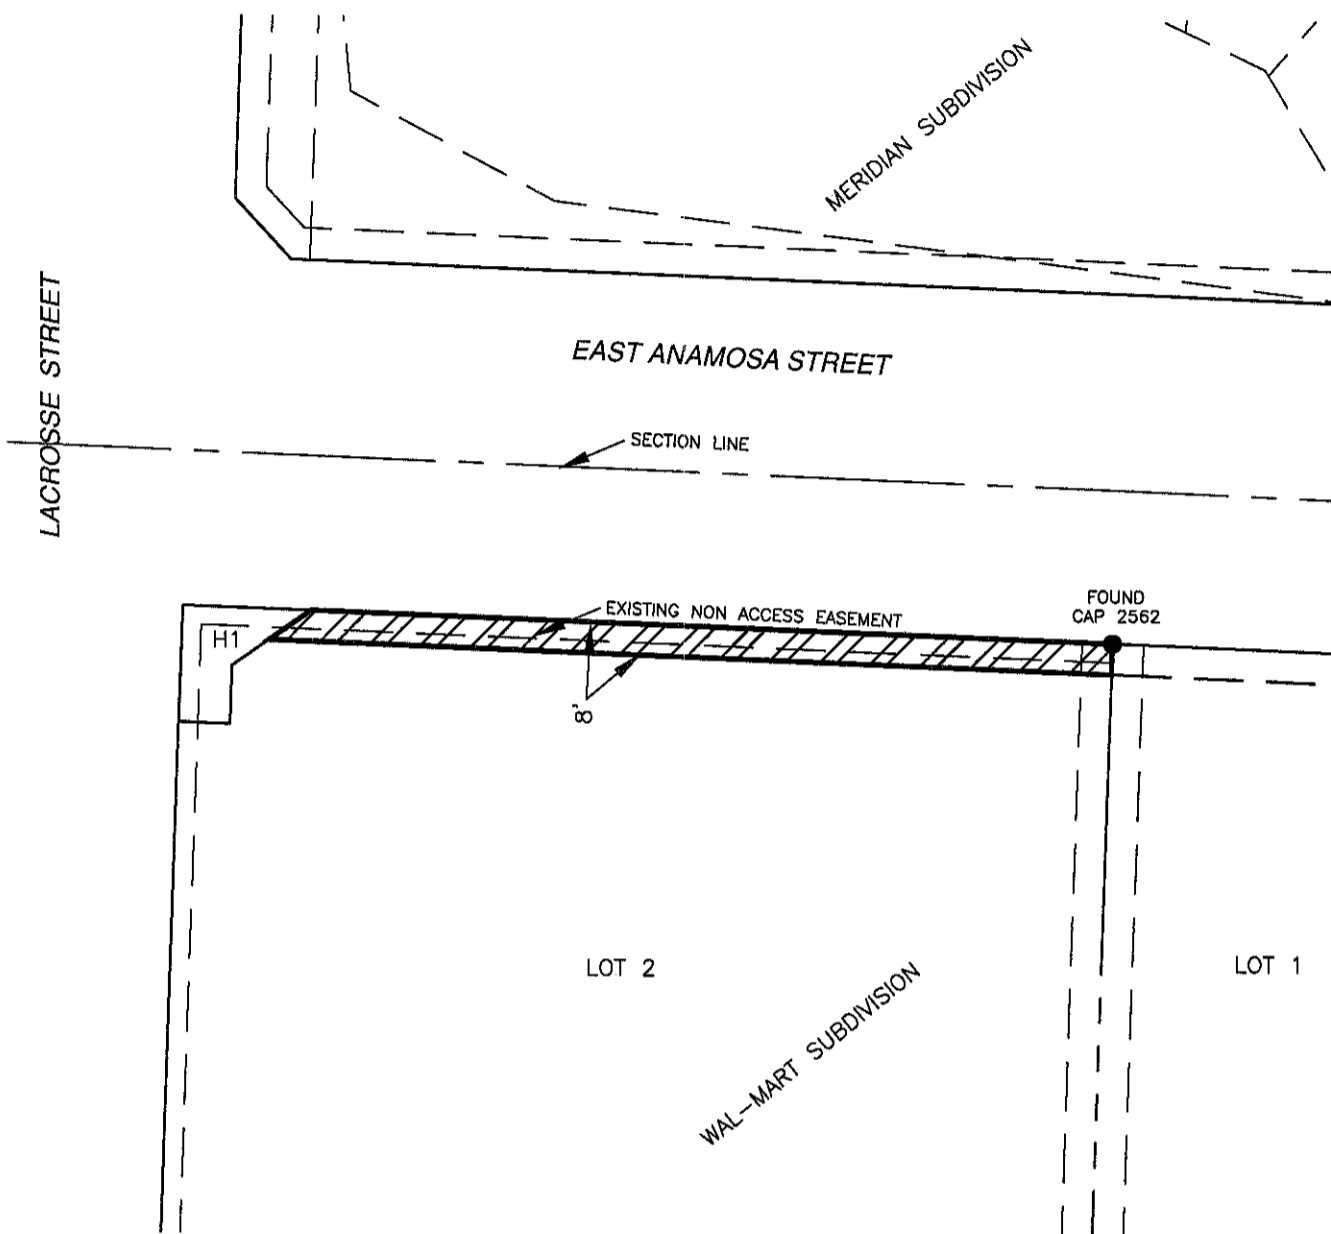 MERIDIAN SUBDIVISION
LACROSSE STREET
EAST ANAMOSA STREET
SECTION LINE
FOUND
CAP 2562
EXISTING NON ACCESS EASEMENT
H1
8'
LOT 2
LOT 1
WAL-MART SUBDIVISION